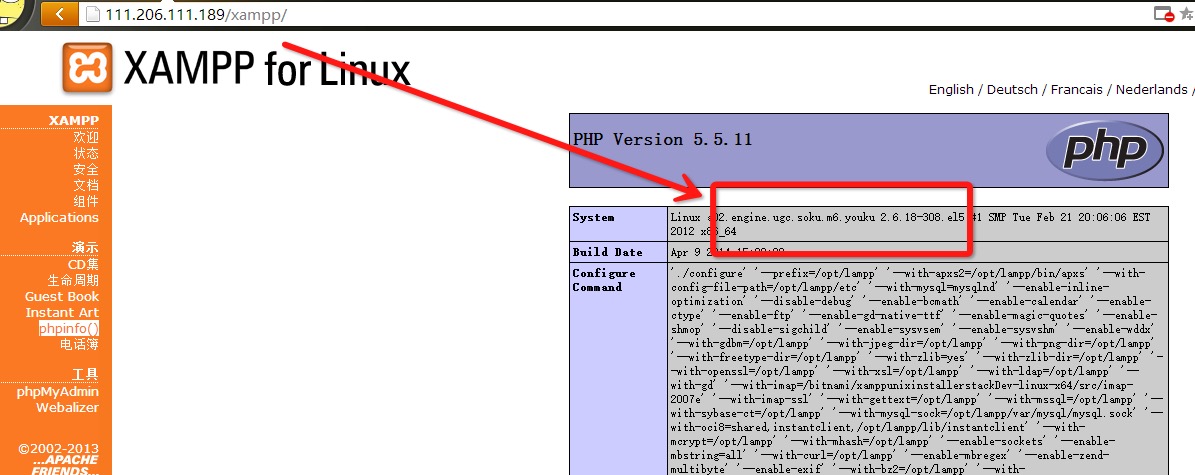 111.206.111.189/xampp/
XAMPP for Linux
English / Deutsch / Francais / Nederlands /
XAMPP
欢迎
状态
安全
文档
组件
Applications
演示
CD集
生命周期
Guest Book
Instant Art
phpinfo()
电话簿
工具
phpMyAdmin
Webalizer
©2002-2013
...APACHE
FRIENDS...
PHP Version 5.5.11
php
System
Linux s02.engine.ugc.soku.m6.youku 2.6.18-308.el5 #1 SMP Tue Feb 21 20:06:06 EST
2012 x86_64
Build Date
Apr 9 2014
Configure
Command
'./configure' '--prefix=/opt/lampp' '--with-apxs2=/opt/lampp/bin/apxs' '--with-
config-file-path=/opt/lampp/etc' '--with-mysql=mysqlnd' '--enable-inline-
optimization' '--disable-debug' '--enable-bcmath' '--enable-calendar' '--enable-
ctype' '--enable-ftp' '--enable-gd-native-ttf' '--enable-magic-quotes' '--enable-
shmop' '--disable-sigchild' '--enable-sysvsem' '--enable-sysvshm' '--enable-wddx'
'--with-gdbm=/opt/lampp' '--with-jpeg-dir=/opt/lampp' '--with-png-dir=/opt/lampp'
'--with-freetype-dir=/opt/lampp' '--with-zlib=yes' '--with-zlib-dir=/opt/lampp' '-
-with-openssl=/opt/lampp' '--with-xsl=/opt/lampp' '--with-ldap=/opt/lampp' '--
with-gd' '--with-imap=/bitnami/xamppunixinstallerstackDev-linux-x64/src/imap-
2007e' '--with-imap-ssl' '--with-gettext=/opt/lampp' '--with-mssql=/opt/lampp' '--
with-sybase-ct=/opt/lampp' '--with-mysql-sock=/opt/lampp/var/mysql/mysql.sock' '--
with-oci8=shared,instantclient,/opt/lampp/lib/instantclient' '--with-
mcrypt=/opt/lampp' '--with-mhash=/opt/lampp' '--enable-sockets' '--enable-
mbstring=all' '--with-curl=/opt/lampp' '--enable-mbregex' '--enable-zend-
multibyte' '--enable-exif' '--with-bz2=/opt/lampp' '--with-